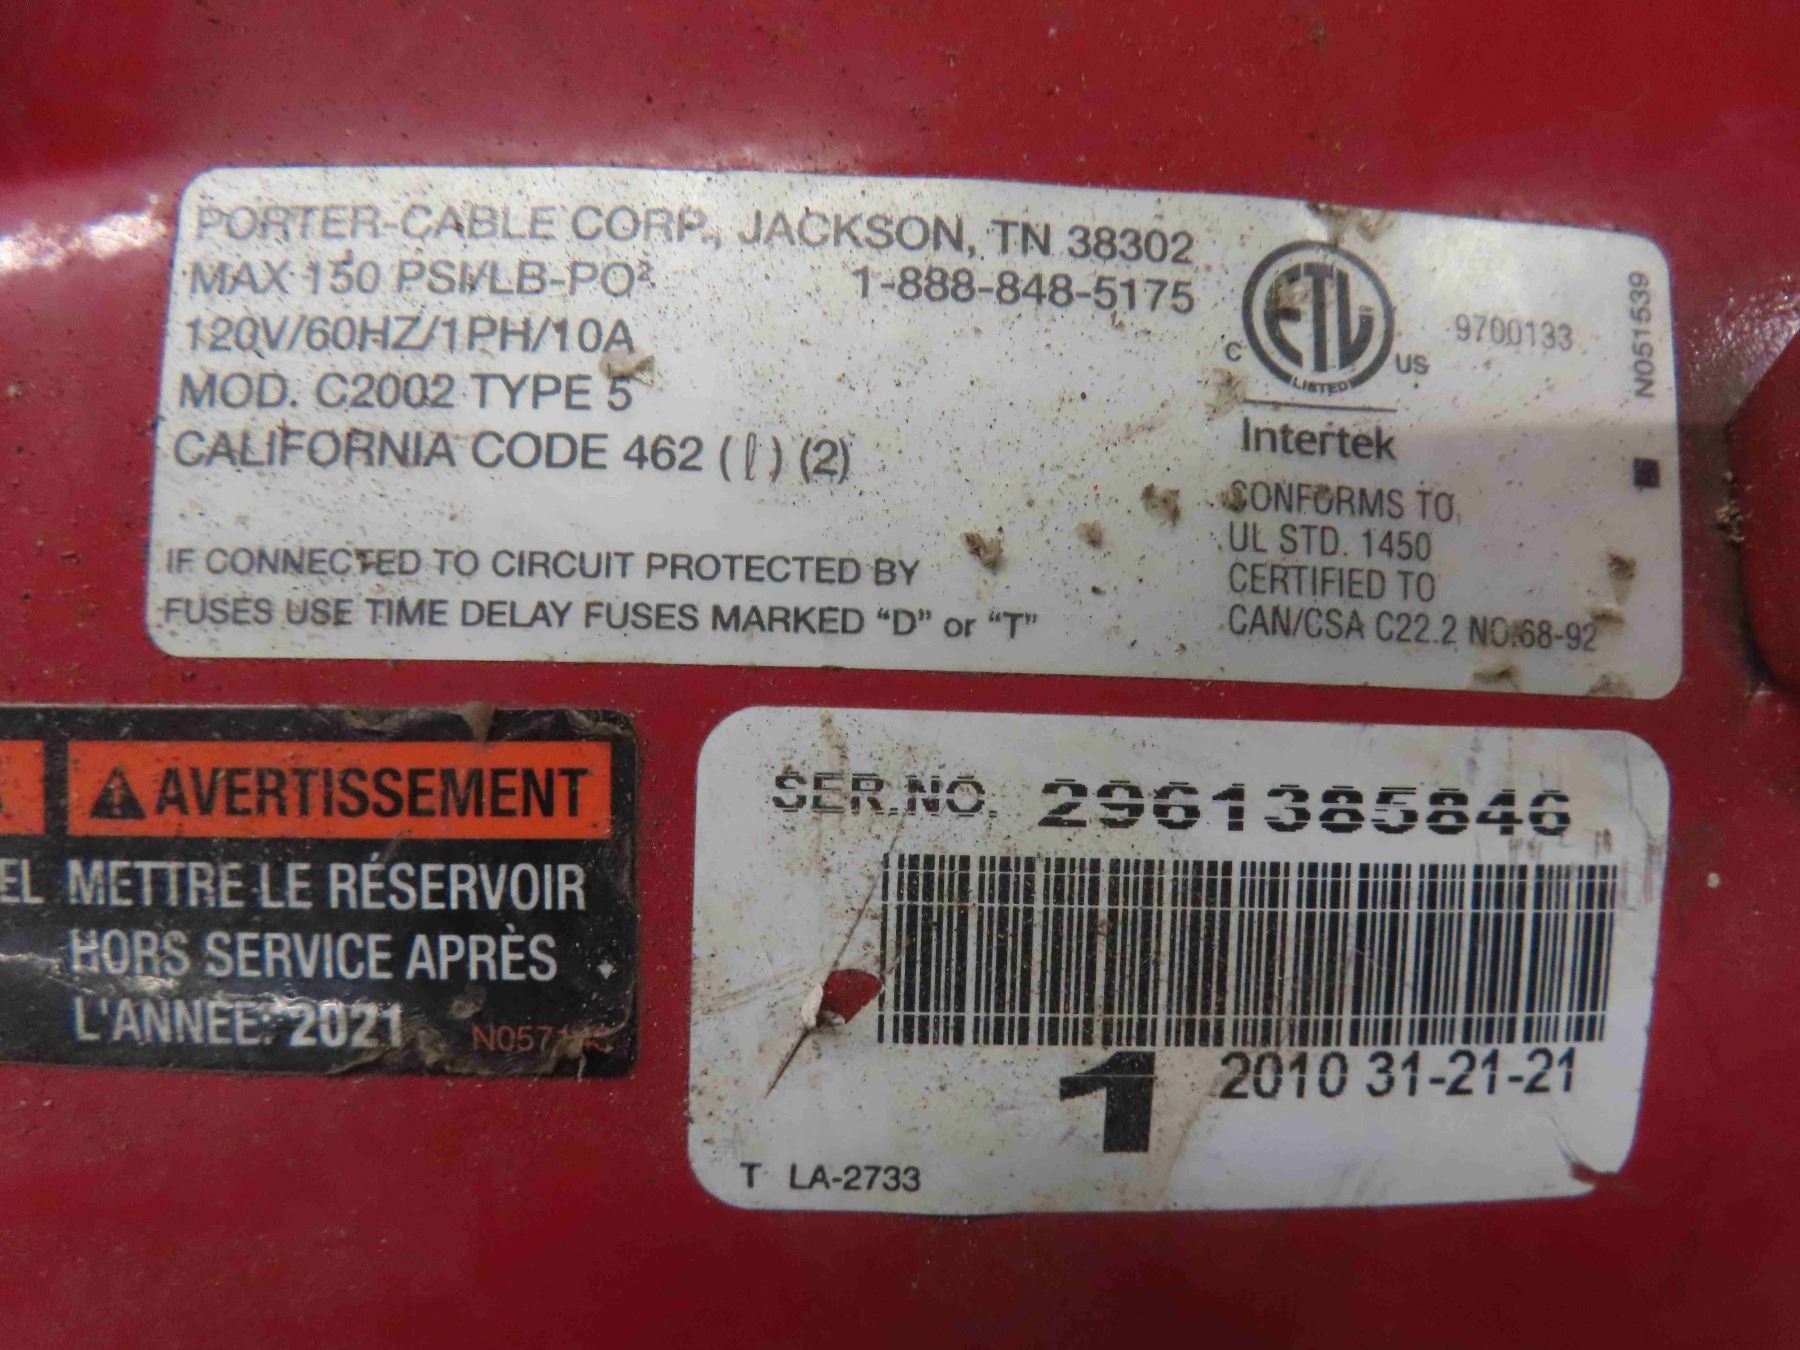 PORTER-CABLE CORP., JACKSON, TN 38302
MAX 150 PSI/LB-PO² 1-888-848-5175
120V/60HZ/1PH/10A
MOD. C2002 TYPE 5
CALIFORNIA CODE 462 (ℓ) (2)
IF CONNECTED TO CIRCUIT PROTECTED BY
FUSES USE TIME DELAY FUSES MARKED “D” or “T”
ETL
LISTED
C US
Intertek
9700133
N051539
CONFORMS TO
UL STD. 1450
CERTIFIED TO
CAN/CSA C22.2 NO.68-92
AVERTISSEMENT
METTRE LE RÉSERVOIR
HORS SERVICE APRÈS
L'ANNÉE: 2021
SER.NO. 2961385846
1 2010 31-21-21
T LA-2733